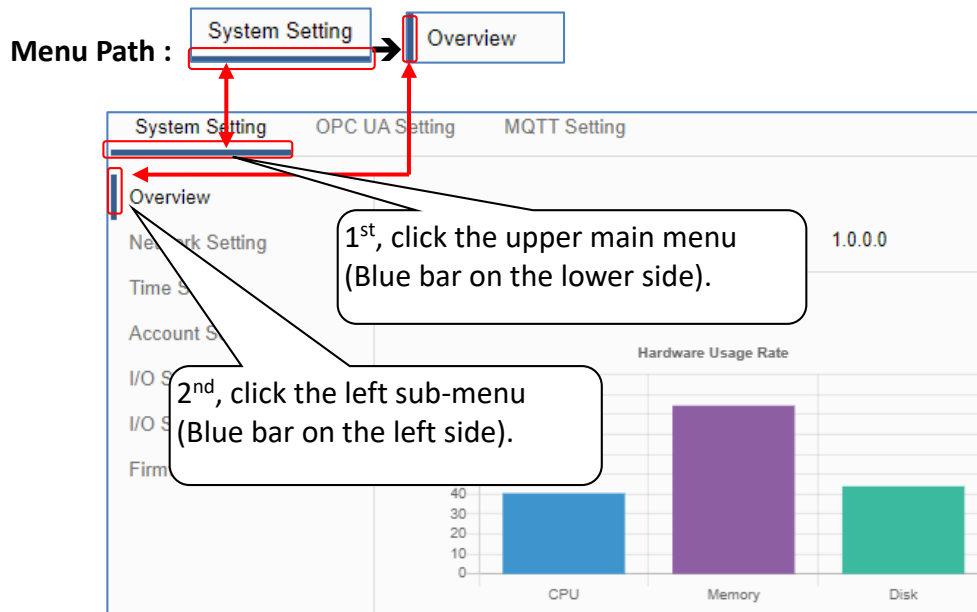 System Setting
Menu Path : ➔ Overview
System Setting OPC UA Setting MQTT Setting
Overview
1st, click the upper main menu
(Blue bar on the lower side).
1.0.0.0
Setting
Time
Account
Hardware Usage Rate
I/O
2nd, click the left sub-menu
(Blue bar on the left side).
I/O
40
30
20
10
0
CPU Memory Disk